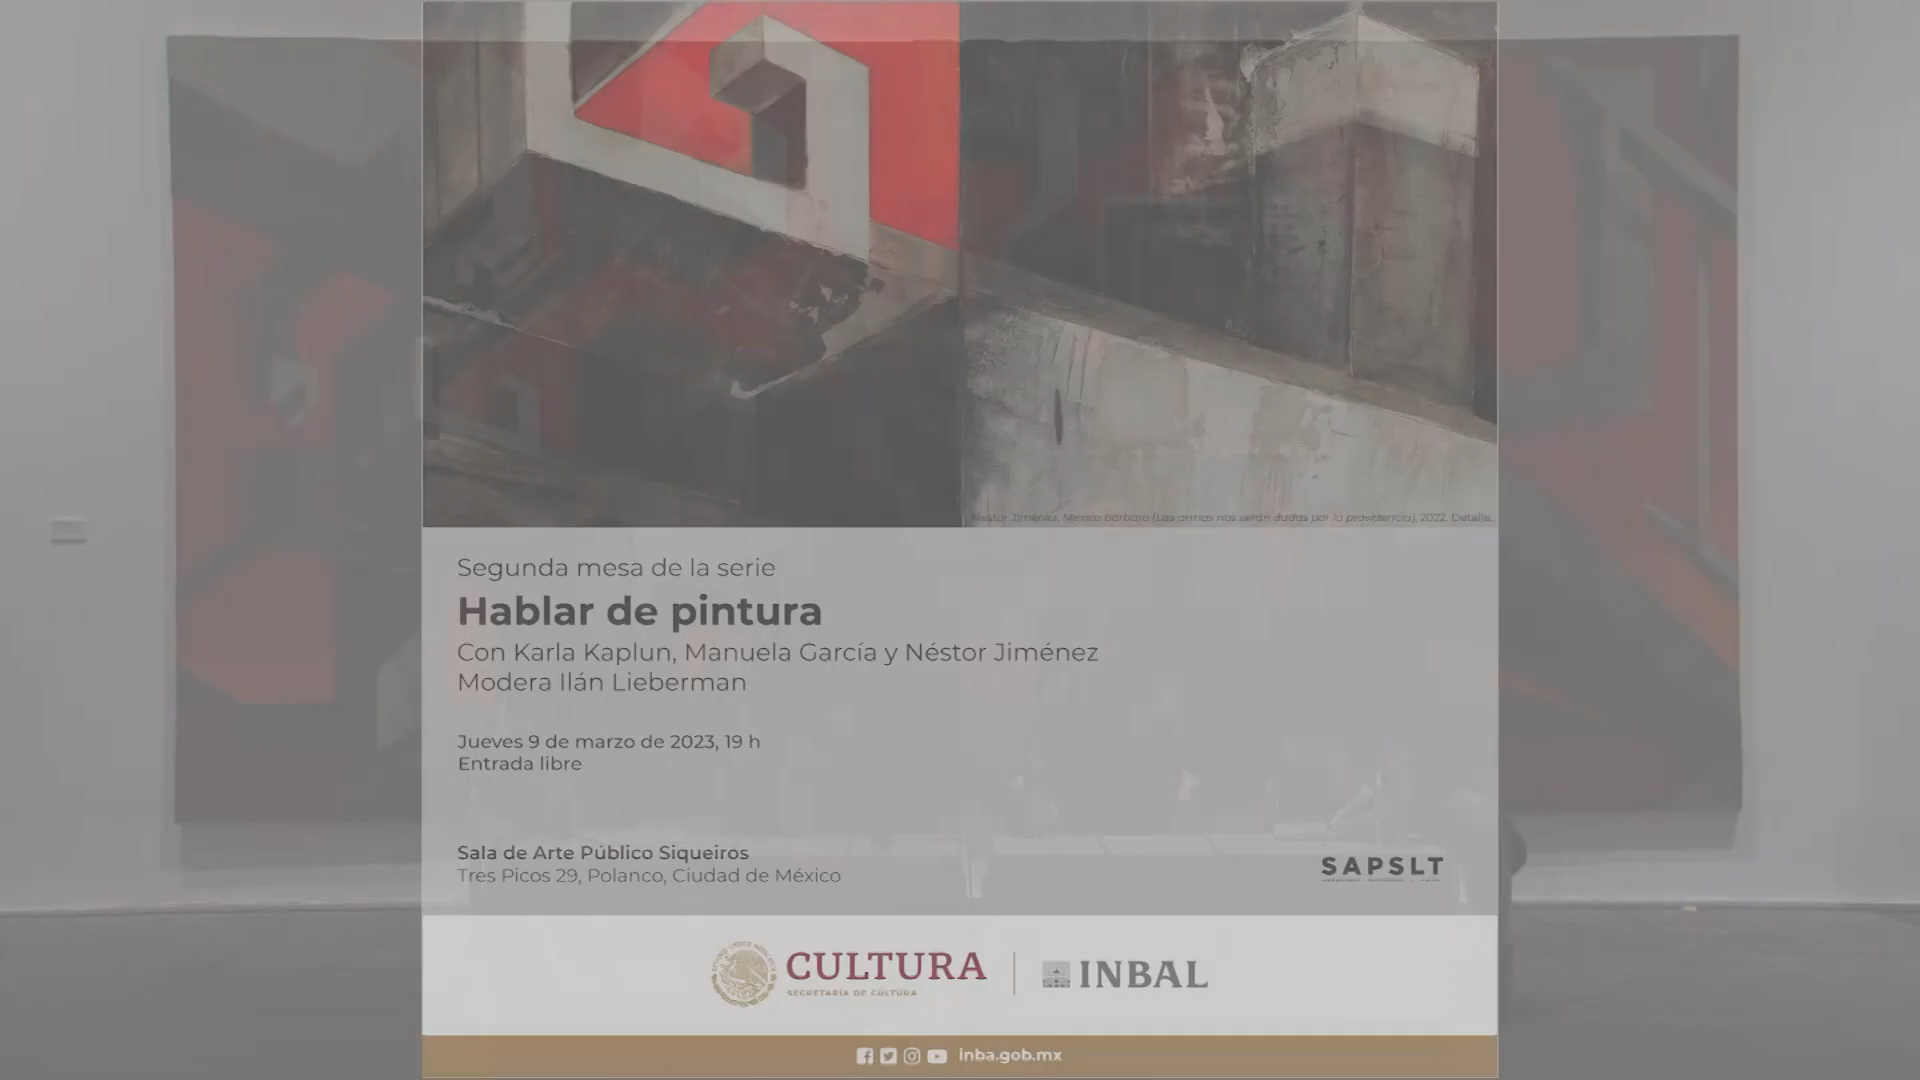 Néstor Jiménez, México bárbaro (Las armas nos serán dadas por la providencia), 2022. Detalle.
Segunda mesa de la serie
Hablar de pintura
Con Karla Kaplun, Manuela García y Néstor Jiménez
Modera Ilán Lieberman
Jueves 9 de marzo de 2023, 19 h
Entrada libre
Sala de Arte Público Siqueiros
Tres Picos 29, Polanco, Ciudad de México
SAPSLT
CULTURA
SECRETARÍA DE CULTURA
INBAL
inba.gob.mx